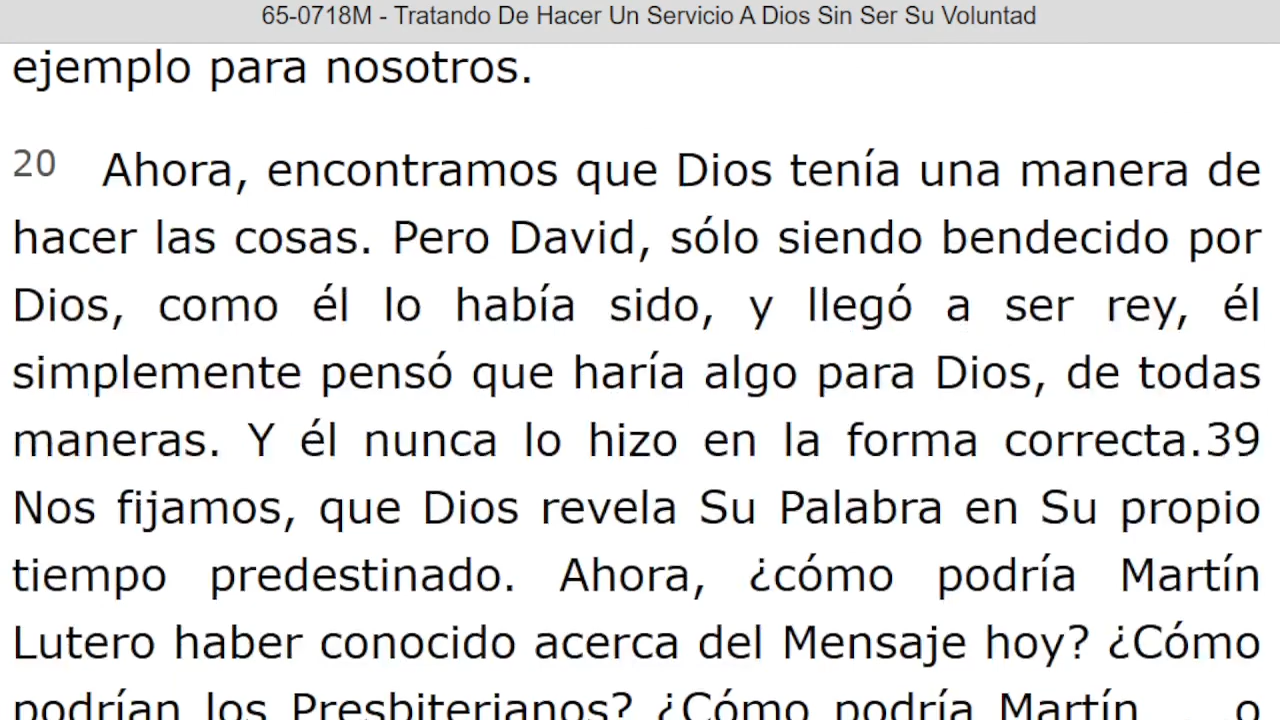 65-0718M - Tratando De Hacer Un Servicio A Dios Sin Ser Su Voluntad
ejemplo para nosotros.
20 Ahora, encontramos que Dios tenía una manera de
hacer las cosas. Pero David, sólo siendo bendecido por
Dios, como él lo había sido, y llegó a ser rey, él
simplemente pensó que haría algo para Dios, de todas
maneras. Y él nunca lo hizo en la forma correcta.39
Nos fijamos, que Dios revela Su Palabra en Su propio
tiempo predestinado. Ahora, ¿cómo podría Martín
Lutero haber conocido acerca del Mensaje hoy? ¿Cómo
podrían los Presbiterianos? ¿Cómo podría Martín... o